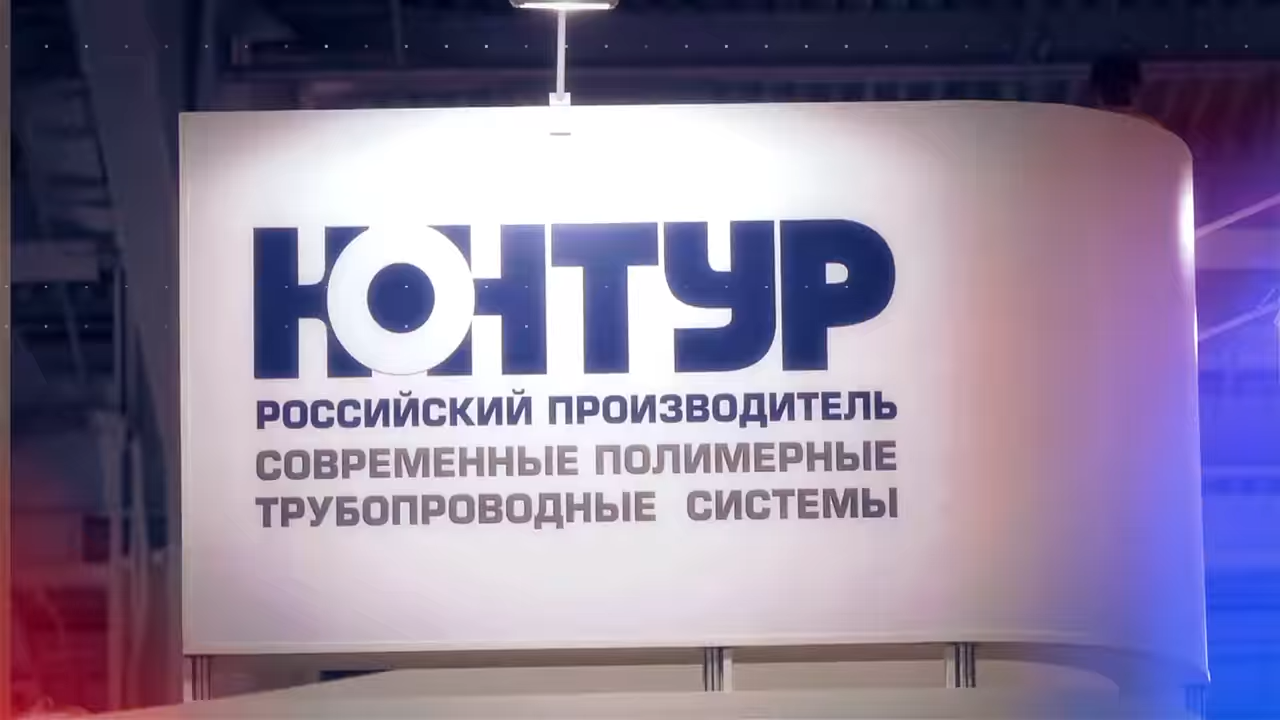 КОНТУР
РОССИЙСКИЙ ПРОИЗВОДИТЕЛЬ
СОВРЕМЕННЫЕ ПОЛИМЕРНЫЕ
ТРУБОПРОВОДНЫЕ СИСТЕМЫ